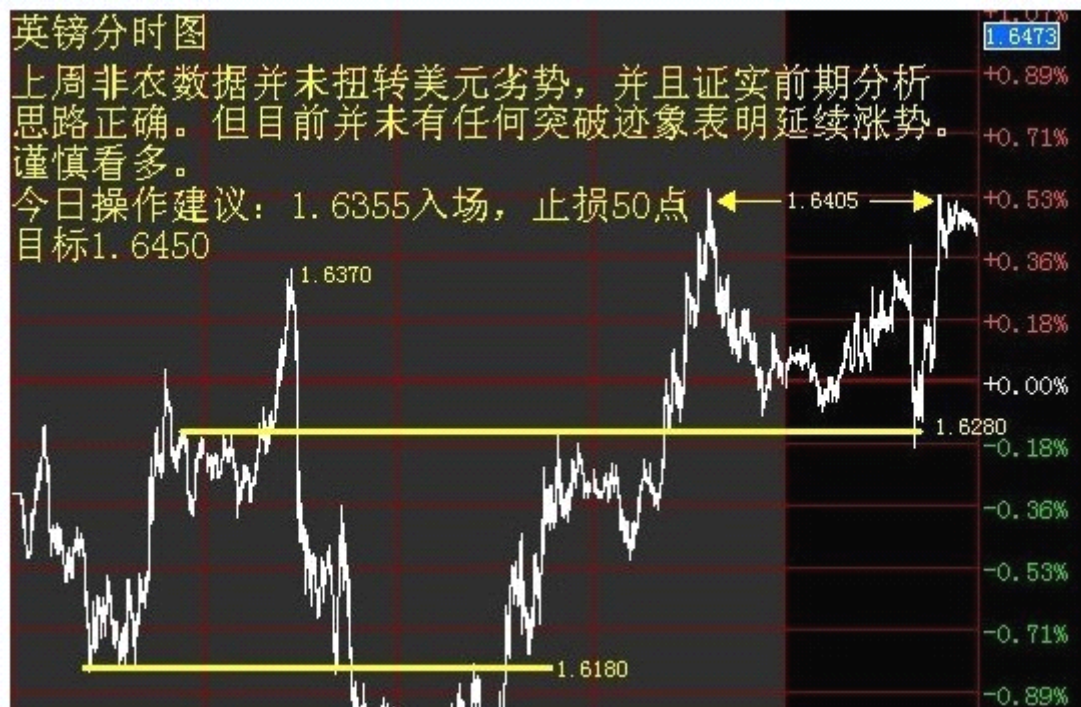 英镑分时图
上周非农数据并未扭转美元劣势，并且证实前期分析
思路正确。但目前并未有任何突破迹象表明延续涨势。
谨慎看多。
今日操作建议：1.6355入场，止损50点
目标1.6450
1.6370
1.6405
1.6280
1.6180
+1.07%
1.6473
+0.89%
+0.71%
+0.53%
+0.36%
+0.18%
+0.00%
-0.18%
-0.36%
-0.53%
-0.71%
-0.89%